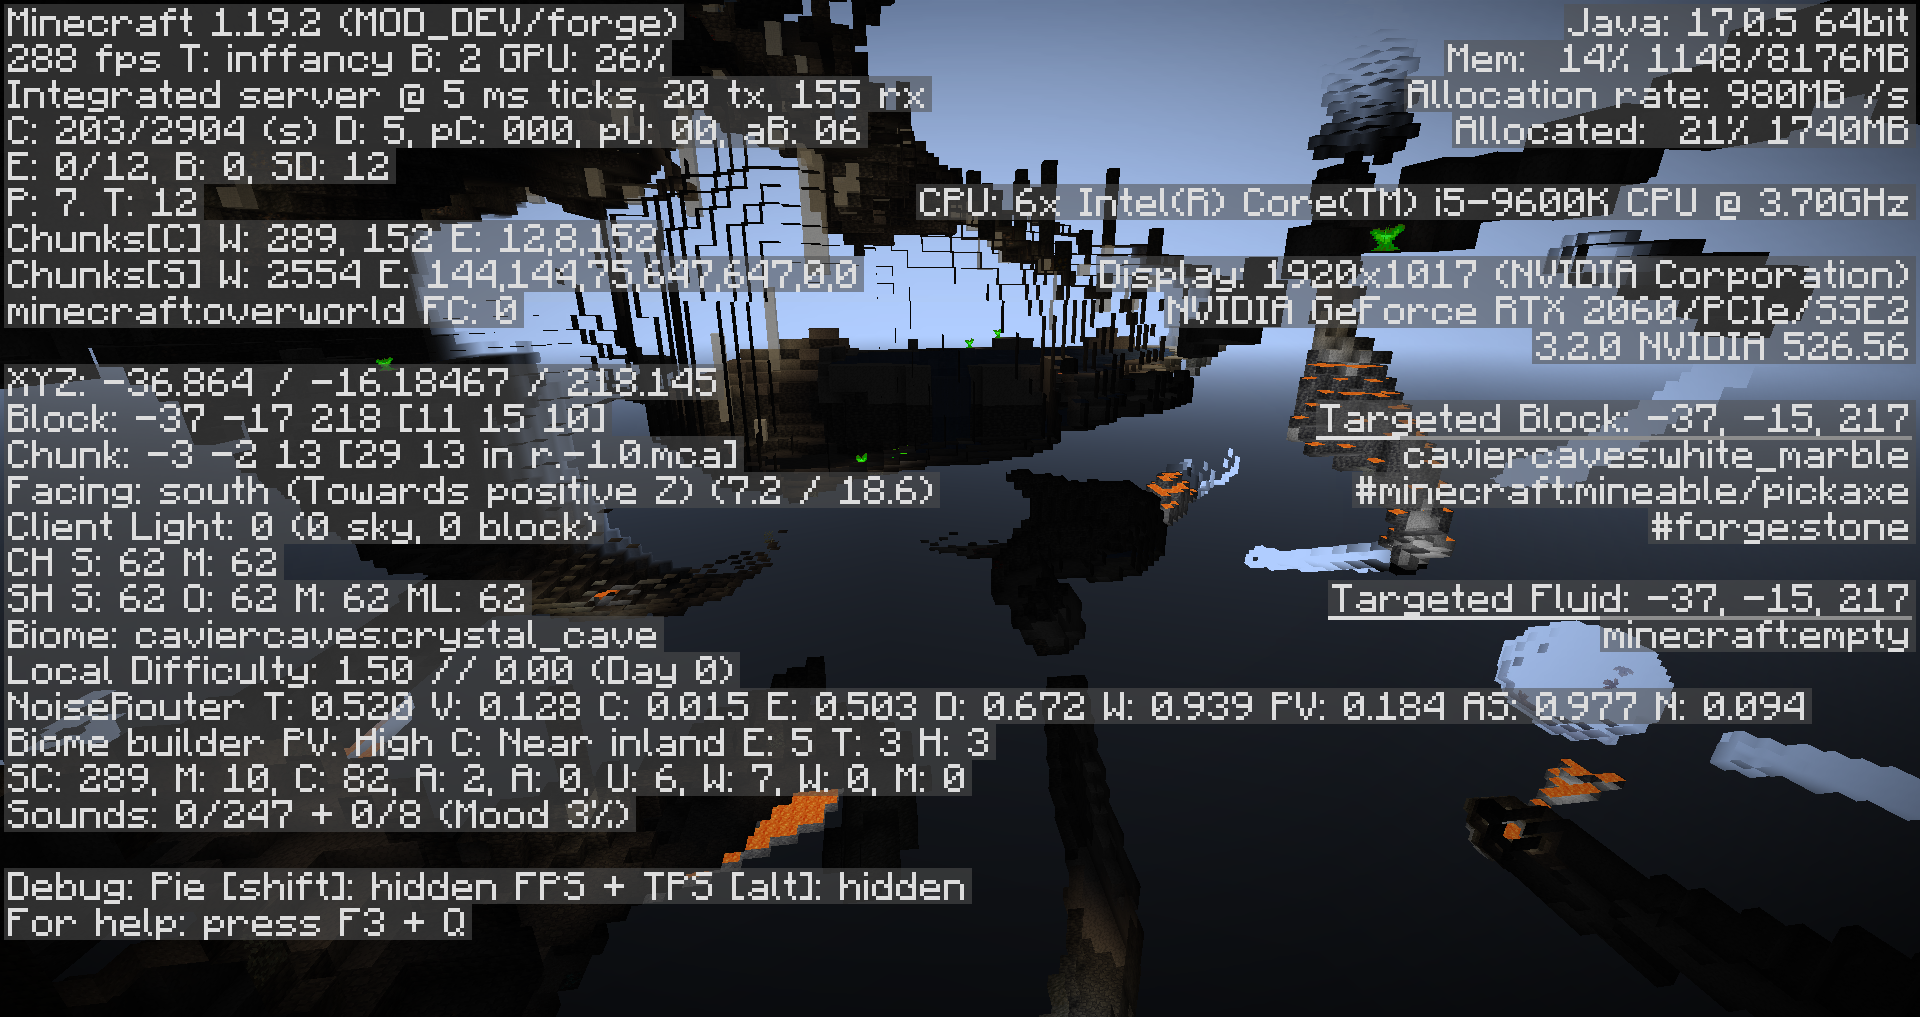 Minecraft 1.19.2 (MOD_DEV/forge)
288 fps T: inffancy B: 2 GPU: 26%
Integrated server @ 5 ms ticks, 20 tx, 155 rx
C: 203/2904 (s) D: 5, pC: 000, pU: 00, aB: 06
E: 0/12, B: 0, SD: 12
P: 7. T: 12
Chunks[C] W: 289, 152 E: 12,8,152
Chunks[S] W: 2554 E: 144,144,75,647,647,0,0
minecraft:overworld FC: 0
XYZ: -36.864 / -16.18467 / 218.145
Block: -37 -17 218 [11 15 10]
Chunk: -3 -2 13 [29 13 in r.-1.0.mca]
Facing: south (Towards positive Z) (7.2 / 18.6)
Client Light: 0 (0 sky, 0 block)
CH S: 62 M: 62
SH S: 62 O: 62 M: 62 ML: 62
Biome: caviercaves:crystal_cave
Local Difficulty: 1.50 // 0.00 (Day 0)
NoiseRouter T: 0.520 V: 0.128 C: 0.015 E: 0.503 D: 0.672 W: 0.939 PV: 0.184 AS: 0.977 N: 0.094
Biome builder PV: High C: Near inland E: 5 T: 3 H: 3
SC: 289, M: 10, C: 82, A: 2, A: 0, U: 6, W: 7, W: 0, M: 0
Sounds: 0/247 + 0/8 (Mood 3%)
Debug: Pie [shift]: hidden FPS + TPS [alt]: hidden
For help: press F3 + Q
Java: 17.0.5 64bit
Mem: 14% 1148/8176MB
Allocation rate: 980MB /s
Allocated: 21% 1740MB
CPU: 6x Intel(R) Core(TM) i5-9600K CPU @ 3.70GHz
Display: 1920x1017 (NVIDIA Corporation)
NVIDIA GeForce RTX 2060/PCIe/SSE2
3.2.0 NVIDIA 526.56
Targeted Block: -37, -15, 217
caviercaves:white_marble
#minecraft:mineable/pickaxe
#forge:stone
Targeted Fluid: -37, -15, 217
minecraft:empty